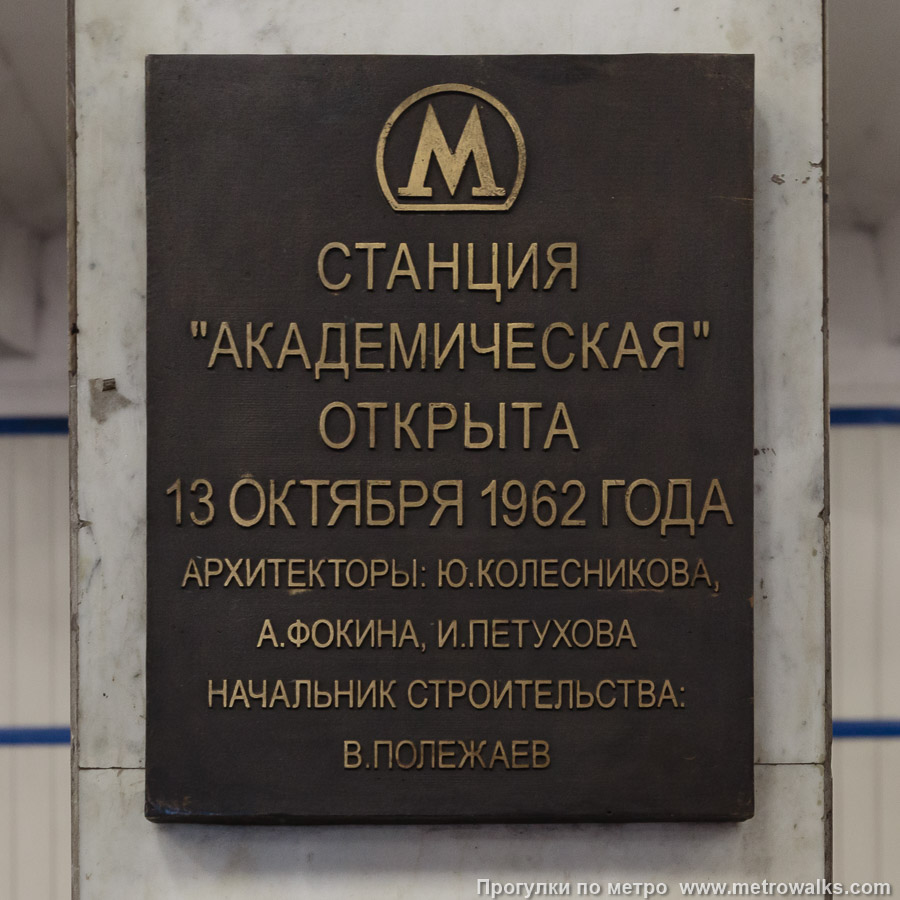 М
СТАНЦИЯ
"АКАДЕМИЧЕСКАЯ"
ОТКРЫТА
13 ОКТЯБРЯ 1962 ГОДА
АРХИТЕКТОРЫ: Ю.КОЛЕСНИКОВА,
А.ФОКИНА, И.ПЕТУХОВА
НАЧАЛЬНИК СТРОИТЕЛЬСТВА:
В.ПОЛЕЖАЕВ
Прогулки по метро www.metrowalks.com